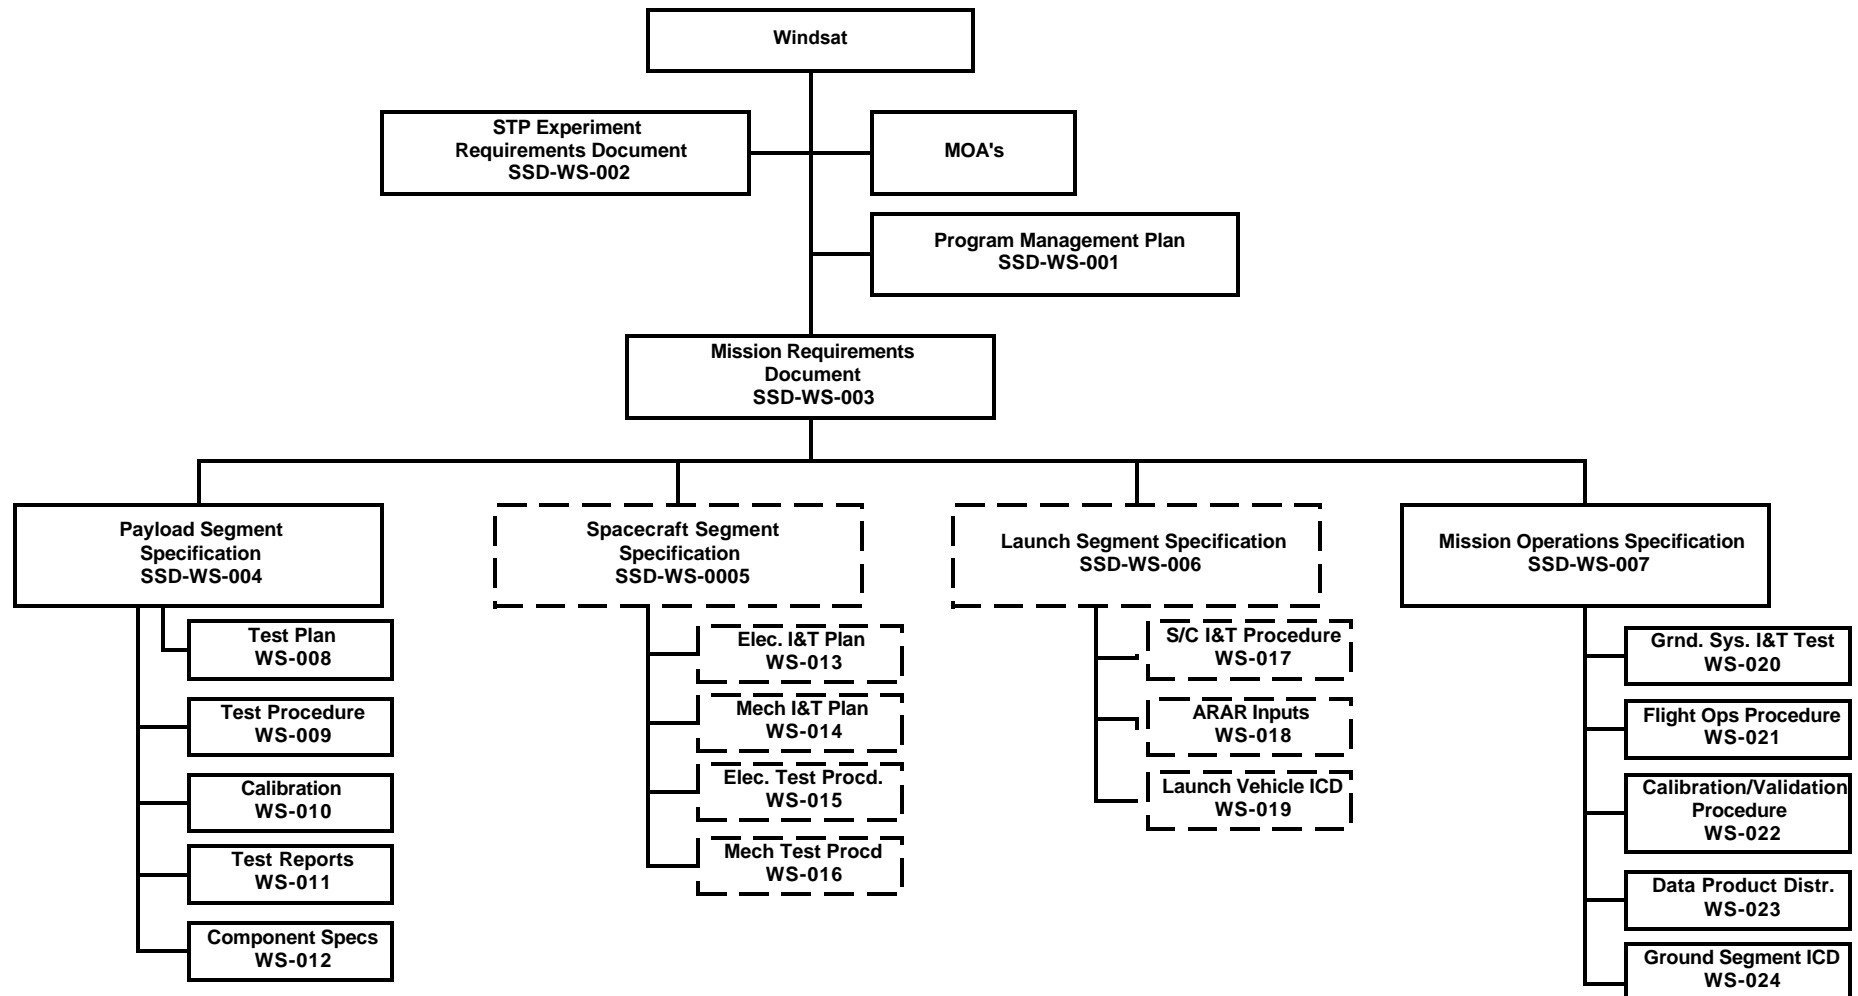 Windsat
STP Experiment
Requirements Document
SSD-WS-002
MOA's
Program Management Plan
SSD-WS-001
Mission Requirements
Document
SSD-WS-003
Payload Segment
Specification
SSD-WS-004
Spacecraft Segment
Specification
SSD-WS-0005
Launch Segment Specification
SSD-WS-006
Mission Operations Specification
SSD-WS-007
Test Plan
WS-008
Test Procedure
WS-009
Calibration
WS-010
Test Reports
WS-011
Component Specs
WS-012
Elec. I&T Plan
WS-013
Mech I&T Plan
WS-014
Elec. Test Procd.
WS-015
Mech Test Procd
WS-016
S/C I&T Procedure
WS-017
ARAR Inputs
WS-018
Launch Vehicle ICD
WS-019
Grnd. Sys. I&T Test
WS-020
Flight Ops Procedure
WS-021
Calibration/Validation
Procedure
WS-022
Data Product Distr.
WS-023
Ground Segment ICD
WS-024